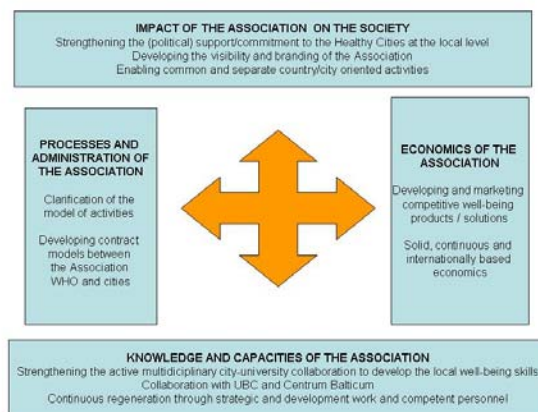 IMPACT OF THE ASSOCIATION ON THE SOCIETY
Strengthening the (political) support/commitment to the Healthy Cities at the local level
Developing the visibility and branding of the Association
Enabling common and separate country/city oriented activities
PROCESSES AND
ADMINISTRATION OF
THE ASSOCIATION
Clarification of the
model of activities
Developing contract
models between
the Association
WHO and cities
ECONOMICS OF THE
ASSOCIATION
Developing and marketing
competitive well-being
products / solutions
Solid, continuous and
internationally based
economics
KNOWLEDGE AND CAPACITIES OF THE ASSOCIATION
Strengthening the active multidiciplinary city-university collaboration to develop the local well-being skills
Collaboration with UBC and Centrum Balticum
Continuous regeneration through strategic and development work and competent personnel